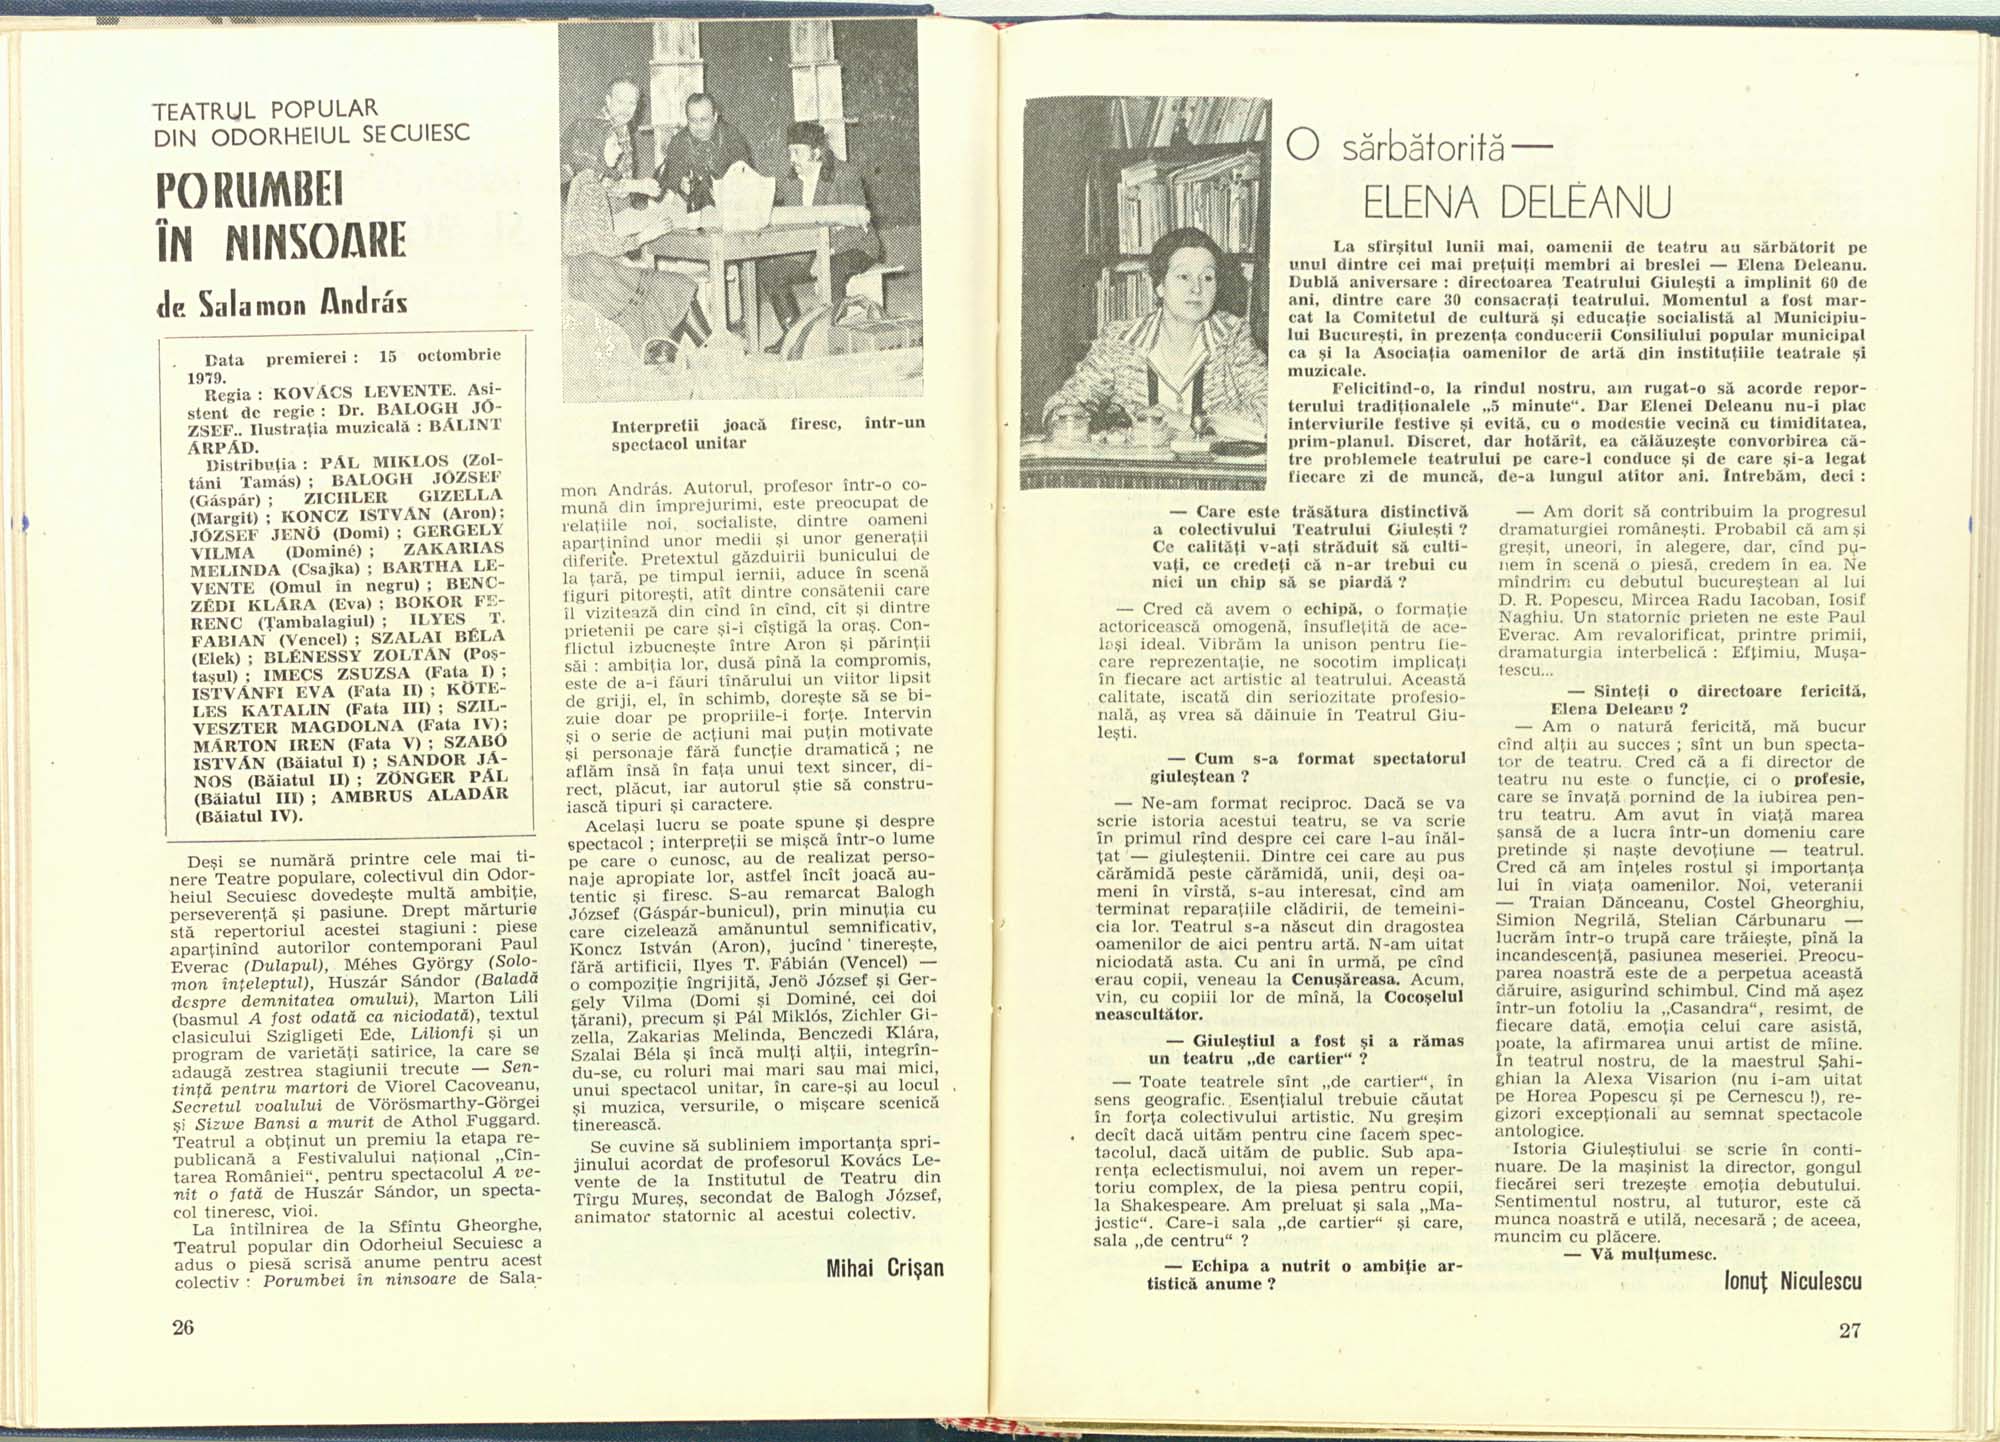 TEATRUL POPULAR
DIN ODORHEIUL SECUIESC
PORUMBEI
ÎN NINSOARE
de Salamon András
Data premierei : 15 octombrie
1979.
Regia : KOVÁCS LEVENTE. Asi-
stent de regie : Dr. BALOGH JÓ-
ZSEF.. Ilustrația muzicală : BÁLINT
ÁRPÁD.
Distribuția : PÁL MIKLOS (Zol-
táni Tamás) ; BALOGH JÓZSEF
(Gáspár) ; ZICHLER GIZELLA
(Margit) ; KONCZ ISTVÁN (Aron);
JÓZSEF JENÖ (Domi) ; GERGELY
VILMA (Dominé) ; ZAKARIAS
MELINDA (Csajka) ; BARTHA LE-
VENTE (Omul în negru) ; BENC-
ZÉDI KLÁRA (Eva) ; BOKOR FE-
RENC (Țambalagiul) ; ILYES T.
FABIAN (Vencel) ; SZALAI BÉLA
(Elek) ; BLÉNESSY ZOLTÁN (Poș-
tașul) ; IMECS ZSUZSA (Fata I) ;
ISTVÁNFI EVA (Fata II) ; KÖTE-
LES KATALIN (Fata III) ; SZIL-
VESZTER MAGDOLNA (Fata IV);
MÁRTON IREN (Fata V) ; SZABÓ
ISTVÁN (Băiatul I) ; SANDOR JÁ-
NOS (Băiatul II) ; ZÖNGER PÁL
(Băiatul III) ; AMBRUS ALADÁR
(Băiatul IV).
Deși se numără printre cele mai ti-
nere Teatre populare, colectivul din Odor-
heiul Secuiesc dovedește multă ambiție,
perseverență și pasiune. Drept mărturie
stă repertoriul acestei stagiuni : piese
aparținînd autorilor contemporani Paul
Everac (Dulapul), Méhes György (Solo-
mon înțeleptul), Huszár Sándor (Baladă
despre demnitatea omului), Marton Lili
(basmul A fost odată ca niciodată), textul
clasicului Szigligeti Ede, Lilionfi și un
program de varietăți satirice, la care se
adaugă zestrea stagiunii trecute — Sen-
tință pentru martori de Viorel Cacoveanu,
Secretul voalului de Vörösmarthy-Görgei
și Sizwe Bansi a murit de Athol Fuggard.
Teatrul a obținut un premiu la etapa re-
publicană a Festivalului național „Cîn-
tarea României“, pentru spectacolul A ve-
nit o fată de Huszár Sándor, un specta-
col tineresc, vioi.
La întîlnirea de la Sfîntu Gheorghe,
Teatrul popular din Odorheiul Secuiesc a
adus o piesă scrisă anume pentru acest
colectiv : Porumbei în ninsoare de Sala-
26
Interpretii joacă firesc, într-un
spectacol unitar
mon András. Autorul, profesor într-o co-
mună din împrejurimi, este preocupat de
relațiile noi, socialiste, dintre oameni
aparținînd unor medii și unor generații
diferite. Pretextul găzduirii bunicului de
la țară, pe timpul iernii, aduce în scenă
figuri pitorești, atît dintre consătenii care
îl vizitează din cînd în cînd, cît și dintre
prietenii pe care și-i cîștigă la oraș. Con-
flictul izbucnește între Aron și părinții
săi : ambiția lor, dusă pînă la compromis,
este de a-i făuri tînărului un viitor lipsit
de griji, el, în schimb, dorește să se bi-
zuie doar pe propriile-i forțe. Intervin
și o serie de acțiuni mai puțin motivate
și personaje fără funcție dramatică ; ne
aflăm însă în fața unui text sincer, di-
rect, plăcut, iar autorul știe să constru-
iască tipuri și caractere.
Același lucru se poate spune și despre
spectacol ; interpreții se mișcă într-o lume
pe care o cunosc, au de realizat perso-
naje apropiate lor, astfel încît joacă au-
tentic și firesc. S-au remarcat Balogh
József (Gáspár-bunicul), prin minuția cu
care cizelează amănuntul semnificativ,
Koncz István (Aron), jucînd tinerește,
fără artificii, Ilyes T. Fábián (Vencel) —
o compoziție îngrijită, Jenö József și Ger-
gely Vilma (Domi și Dominé, cei doi
țărani), precum și Pál Miklós, Zichler Gi-
zella, Zakarias Melinda, Benczedi Klára,
Szalai Béla și încă mulți alții, integrîn-
du-se, cu roluri mai mari sau mai mici,
unui spectacol unitar, în care-și au locul
și muzica, versurile, o mișcare scenică
tinerească.
Se cuvine să subliniem importanța spri-
jinului acordat de profesorul Kovács Le-
vente de la Institutul de Teatru din
Tîrgu Mureș, secondat de Balogh József,
animator statornic al acestui colectiv.
Mihai Crișan
O sărbătorită—
ELENA DELEANU
La sfîrșitul lunii mai, oamenii de teatru au sărbătorit pe
unul dintre cei mai prețuiți membri ai breslei — Elena Deleanu.
Dublă aniversare : directoarea Teatrului Giulești a împlinit 60 de
ani, dintre care 30 consacrați teatrului. Momentul a fost mar-
cat la Comitetul de cultură și educație socialistă al Municipiu-
lui București, în prezența conducerii Consiliului popular municipal
ca și la Asociația oamenilor de artă din instituțiile teatrale și
muzicale.
Felicitînd-o, la rîndul nostru, am rugat-o să acorde repor-
terului tradiționalele „5 minute“. Dar Elenei Deleanu nu-i plac
interviurile festive și evită, cu o modestie vecină cu timiditatea,
prim-planul. Discret, dar hotărît, ea călăuzește convorbirea că-
tre problemele teatrului pe care-l conduce și de care și-a legat
fiecare zi de muncă, de-a lungul atîtor ani. Întrebăm, deci :
— Care este trăsătura distinctivă
a colectivului Teatrului Giulești ?
Ce calități v-ați străduit să culti-
vați, ce credeți că n-ar trebui cu
nici un chip să se piardă ?
— Cred că avem o echipă, o formație
actoricească omogenă, însuflețită de ace-
lași ideal. Vibrăm la unison pentru fie-
care reprezentație, ne socotim implicați
în fiecare act artistic al teatrului. Această
calitate, iscată din seriozitate profesio-
nală, aș vrea să dăinuie în Teatrul Giu-
lești.
— Cum s-a format spectatorul
giuleștean ?
— Ne-am format reciproc. Dacă se va
scrie istoria acestui teatru, se va scrie
în primul rînd despre cei care l-au înăl-
țat — giuleștenii. Dintre cei care au pus
cărămidă peste cărămidă, unii, deși oa-
meni în vîrstă, s-au interesat, cînd am
terminat reparațiile clădirii, de temeini-
cia lor. Teatrul s-a născut din dragostea
oamenilor de aici pentru artă. N-am uitat
niciodată asta. Cu ani în urmă, pe cînd
erau copii, veneau la Cenușăreasa. Acum,
vin, cu copiii lor de mînă, la Cocoșelul
neascultător.
— Giuleștiul a fost și a rămas
un teatru „de cartier“ ?
— Toate teatrele sînt „de cartier“, în
sens geografic. Esențialul trebuie căutat
în forța colectivului artistic. Nu greșim
decît dacă uităm pentru cine facem spec-
tacolul, dacă uităm de public. Sub apa-
rența eclectismului, noi avem un reper-
toriu complex, de la piesa pentru copii,
la Shakespeare. Am preluat și sala „Ma-
jestic“. Care-i sala „de cartier“ și care,
sala „de centru“ ?
— Echipa a nutrit o ambiție ar-
tistică anume ?
— Am dorit să contribuim la progresul
dramaturgiei românești. Probabil că am și
greșit, uneori, în alegere, dar, cînd pu-
nem în scenă o piesă, credem în ea. Ne
mîndrim cu debutul bucureștean al lui
D. R. Popescu, Mircea Radu Iacoban, Iosif
Naghiu. Un statornic prieten ne este Paul
Everac. Am revalorificat, printre primii,
dramaturgia interbelică : Eftimiu, Mușa-
tescu...
— Sînteți o directoare fericită,
Elena Deleanu ?
— Am o natură fericită, mă bucur
cînd alții au succes ; sînt un bun specta-
tor de teatru. Cred că a fi director de
teatru nu este o funcție, ci o profesie,
care se învață pornind de la iubirea pen-
tru teatru. Am avut în viață marea
șansă de a lucra într-un domeniu care
pretinde și naște devoțiune — teatrul.
Cred că am înțeles rostul și importanța
lui în viața oamenilor. Noi, veteranii
— Traian Dănceanu, Costel Gheorghiu,
Simion Negrilă, Stelian Cărbunaru —
lucrăm într-o trupă care trăiește, pînă la
incandescență, pasiunea meseriei. Preocu-
parea noastră este de a perpetua această
dăruire, asigurînd schimbul. Cînd mă așez
într-un fotoliu la „Casandra“, resimt, de
fiecare dată, emoția celui care asistă,
poate, la afirmarea unui artist de mîine.
În teatrul nostru, de la maestrul Șahi-
ghian la Alexa Visarion (nu i-am uitat
pe Horea Popescu și pe Cernescu !), re-
gizori excepționali au semnat spectacole
antologice.
Istoria Giuleștiului se scrie în conti-
nuare. De la mașinist la director, gongul
fiecărei seri trezește emoția debutului.
Sentimentul nostru, al tuturor, este că
munca noastră e utilă, necesară ; de aceea,
muncim cu plăcere.
— Vă mulțumesc.
Ionuț Niculescu
27